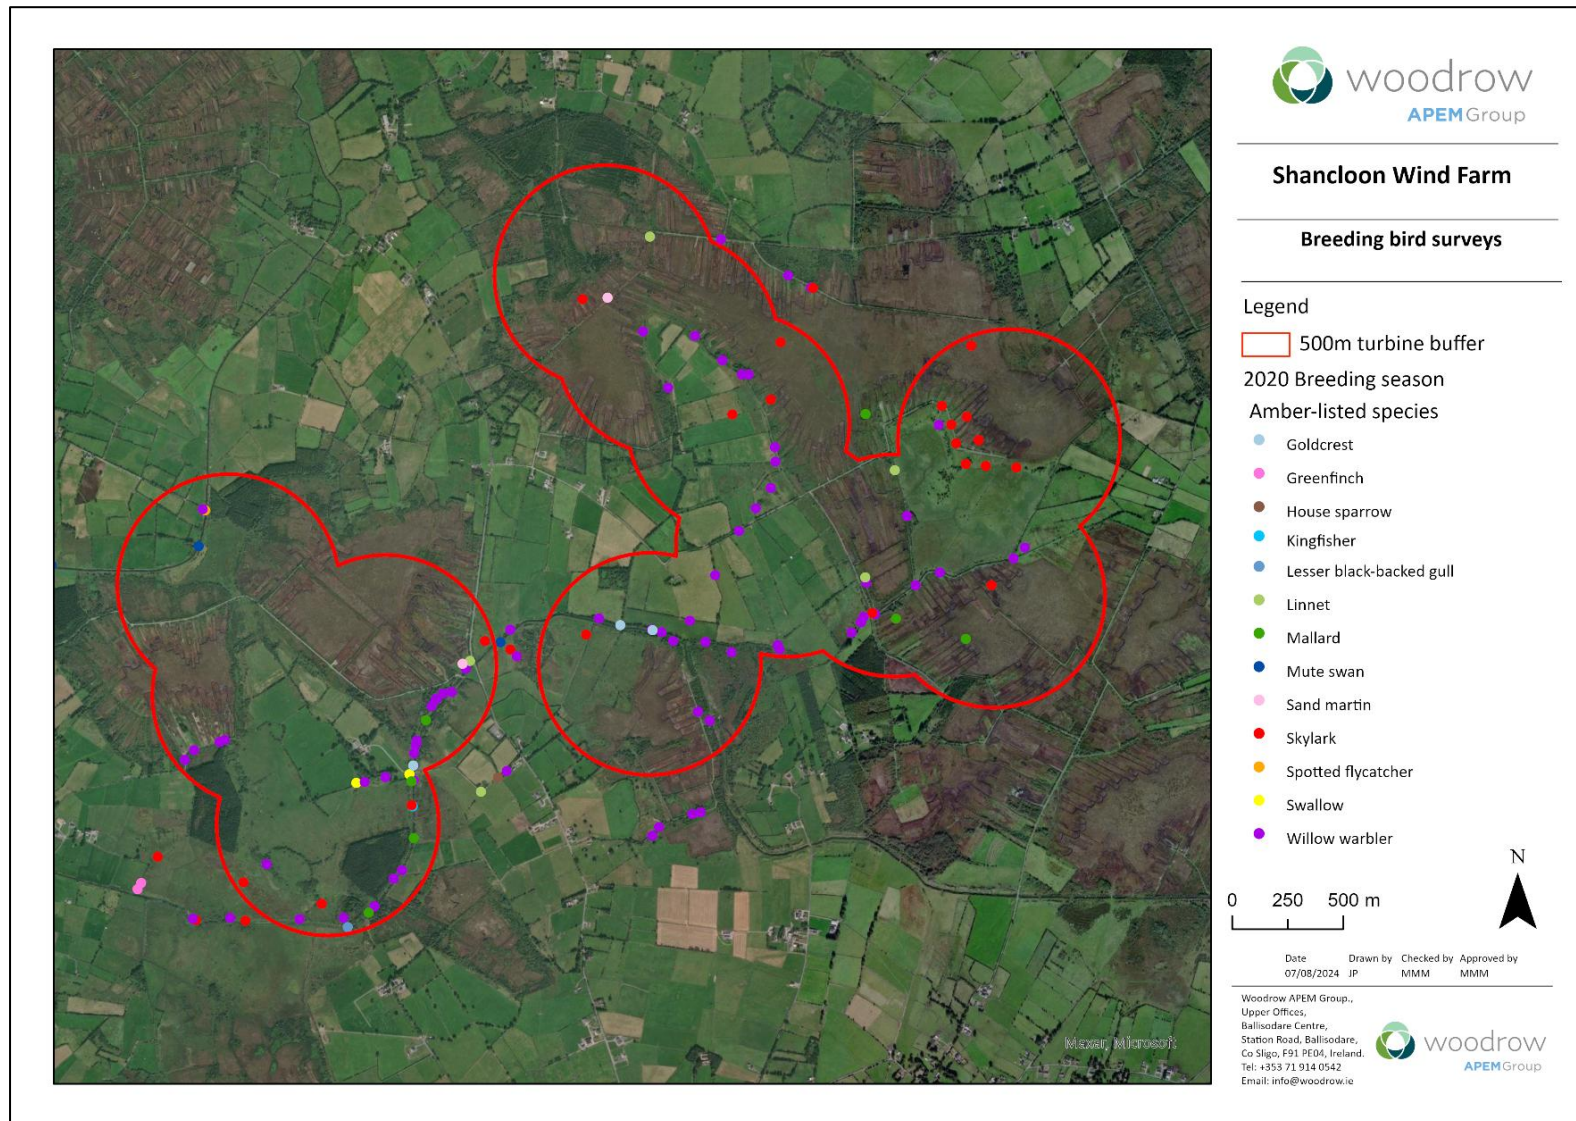 woodrow
APEMGroup
Shancloon Wind Farm
Breeding bird surveys
Legend
500m turbine buffer
2020 Breeding season
Amber-listed species
Goldcrest
Greenfinch
House sparrow
Kingfisher
Lesser black-backed gull
Linnet
Mallard
Mute swan
Sand martin
Skylark
Spotted flycatcher
Swallow
Willow warbler
N
0 250 500 m
Date Drawn by Checked by Approved by
07/08/2024 JP MMM MMM
Woodrow APEM Group.,
Upper Offices,
Ballisodare Centre,
Station Road, Ballisodare,
Co Sligo, F91 PE04, Ireland.
Tel: +353 71 914 0542
Email: info@woodrow.ie
woodrow
APEMGroup
Maxar, Microsoft